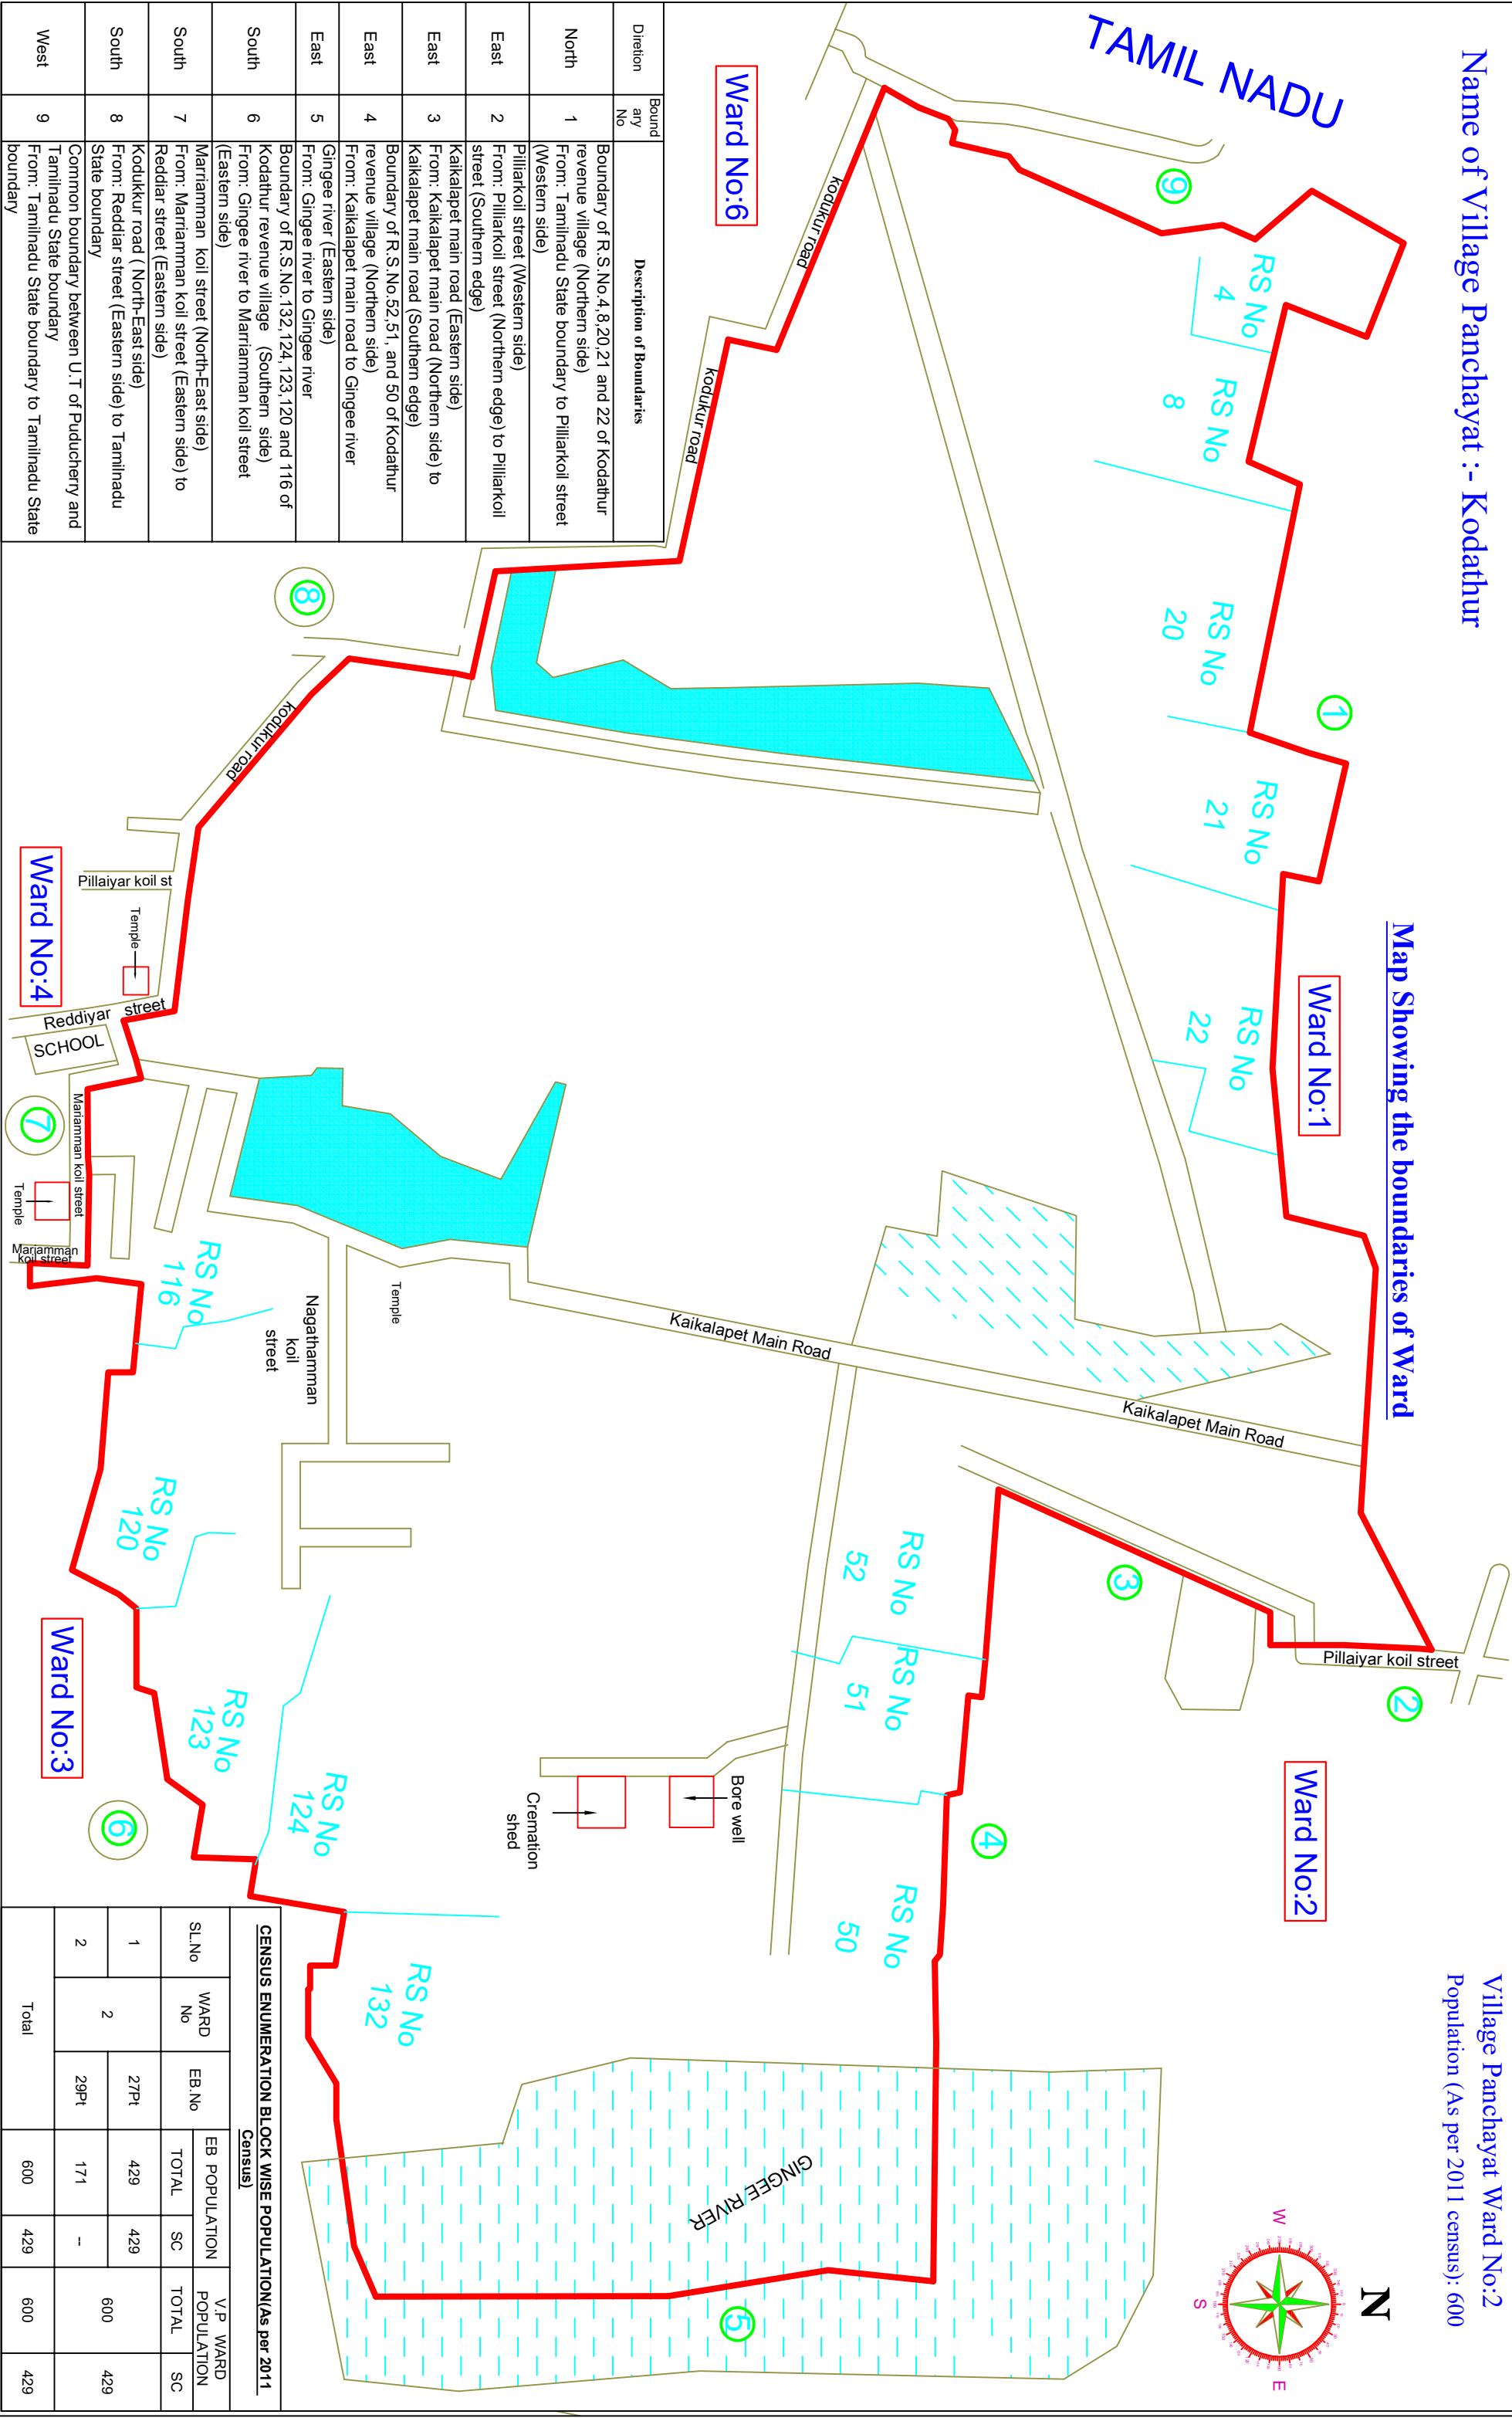 Name of Village Panchayat :- Kodathur
Map Showing the boundaries of Ward
Village Panchayat Ward No:2
Population (As per 2011 census): 600
N
W
E
S
TAMIL NADU
Ward No:1
Ward No:2
Ward No:6
Ward No:4
Ward No:3
1
2
3
4
5
6
7
8
9
RS No
4
RS No
8
RS No
20
RS No
21
RS No
22
RS No
52
RS No
51
RS No
50
RS No
116
RS No
120
RS No
123
RS No
124
RS No
132
kodukur road
kodukur road
kodukur road
Pillaiyar koil st
Temple
Reddiyar street
SCHOOL
Mariamman koil street
Temple
Mariamman
koil street
Nagathamman
koil
street
Temple
Kaikalapet Main Road
Kaikalapet Main Road
Pillaiyar koil street
Bore well
Cremation
shed
GINGEE RIVER
Diretion
Bound
ary
No
Description of Boundaries
North
1
Boundary of R.S.No.4,8,20,21 and 22 of Kodathur
revenue village (Northern side)
From: Tamilnadu State boundary to Pilliarkoil street
(Western side)
East
2
Pilliarkoil street (Western side)
From: Pilliarkoil street (Northern edge) to Pilliarkoil
street (Southern edge)
East
3
Kaikalapet main road (Eastern side)
From: Kaikalapet main road (Northern side) to
Kaikalapet main road (Southern edge)
East
4
Boundary of R.S.No.52,51, and 50 of Kodathur
revenue village (Northern side)
From: Kaikalapet main road to Gingee river
East
5
Gingee river (Eastern side)
From: Gingee river to Gingee river
South
6
Boundary of R.S.No.132,124,123,120 and 116 of
Kodathur revenue village (Southern side)
From: Gingee river to Marriamman koil street
(Eastern side)
South
7
Marriamman koil street (North-East side)
From: Marriamman koil street (Eastern side) to
Reddiar street (Eastern side)
South
8
Kodukkur road ( North-East side)
From: Reddiar street (Eastern side) to Tamilnadu
State boundary
West
9
Common boundary between U.T of Puducherry and
Tamilnadu State boundary
From: Tamilnadu State boundary to Tamilnadu State
boundary
CENSUS ENUMERATION BLOCK WISE POPULATION(As per 2011
Census)
SL.No
WARD
No
EB.No
EB POPULATION
V.P WARD
POPULATION
TOTAL
SC
TOTAL
SC
1
2
27Pt
429
429
600
429
2
29Pt
171
--
Total
600
429
600
429